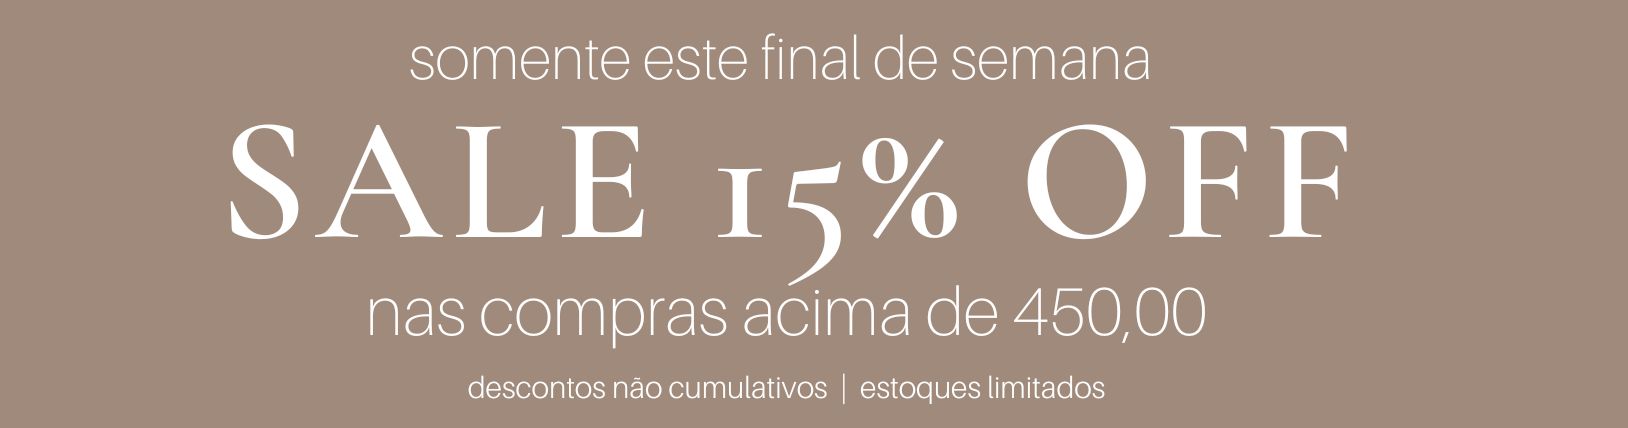 somente este final de semana
SALE 15% OFF
nas compras acima de 450,00
descontos não cumulativos | estoques limitados